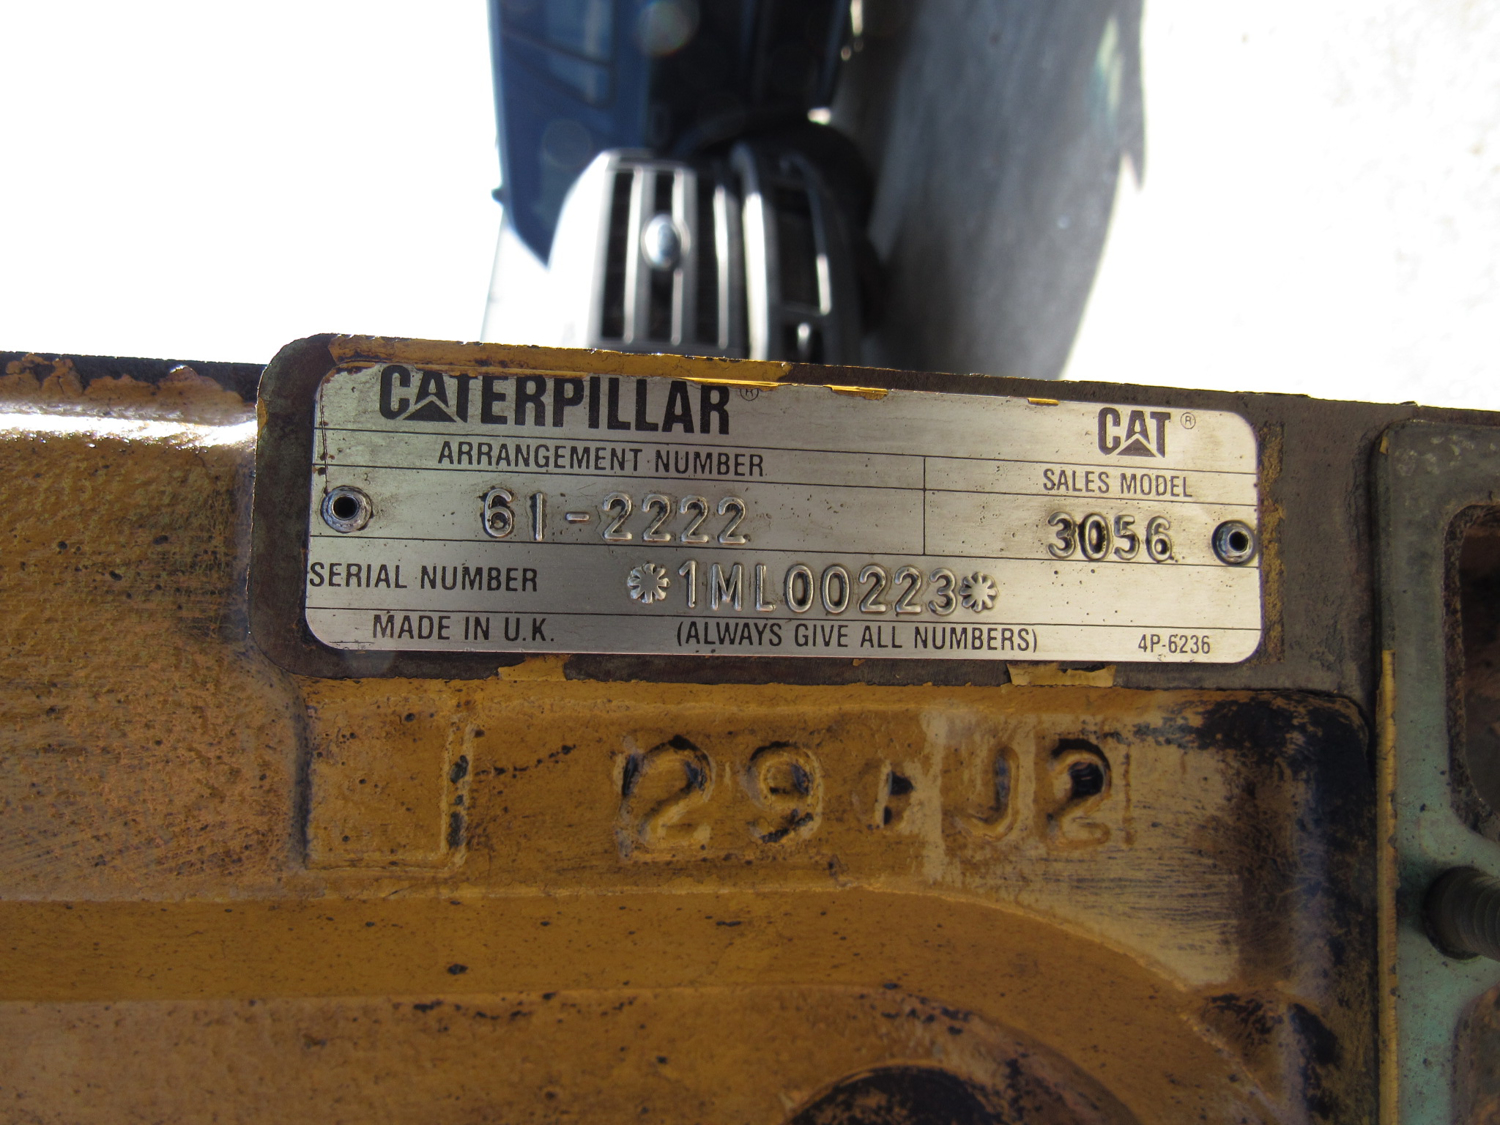 CATERPILLAR® CAT®
ARRANGEMENT NUMBER SALES MODEL
61-2222 3056
SERIAL NUMBER *1ML00223*
MADE IN U.K. (ALWAYS GIVE ALL NUMBERS) 4P-6236
29:02